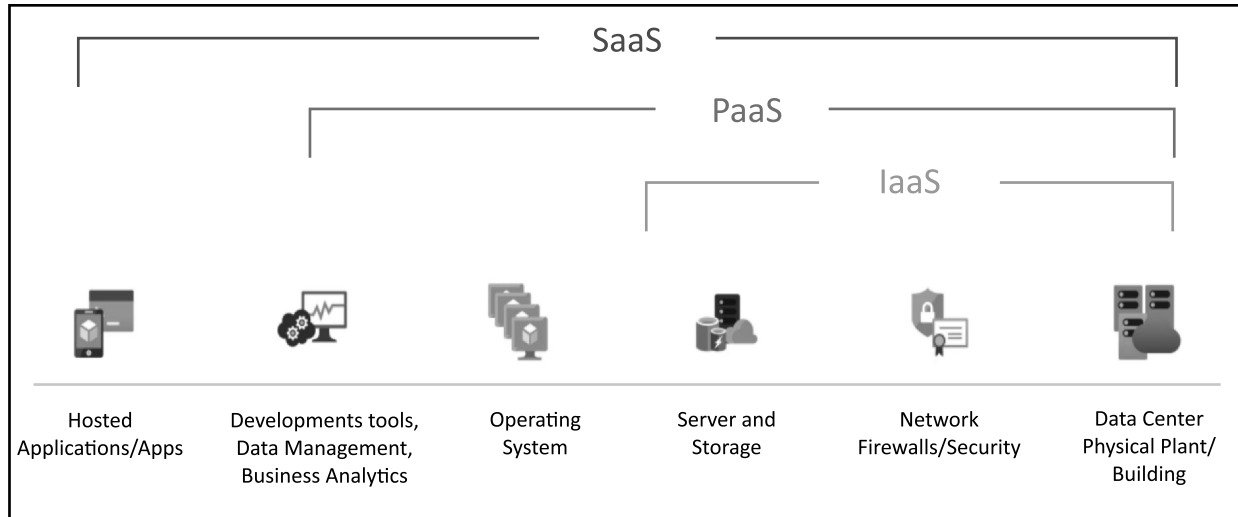 SaaS
PaaS
IaaS
Hosted
Applications/Apps
Developments tools,
Data Management,
Business Analytics
Operating
System
Server and
Storage
Network
Firewalls/Security
Data Center
Physical Plant/
Building